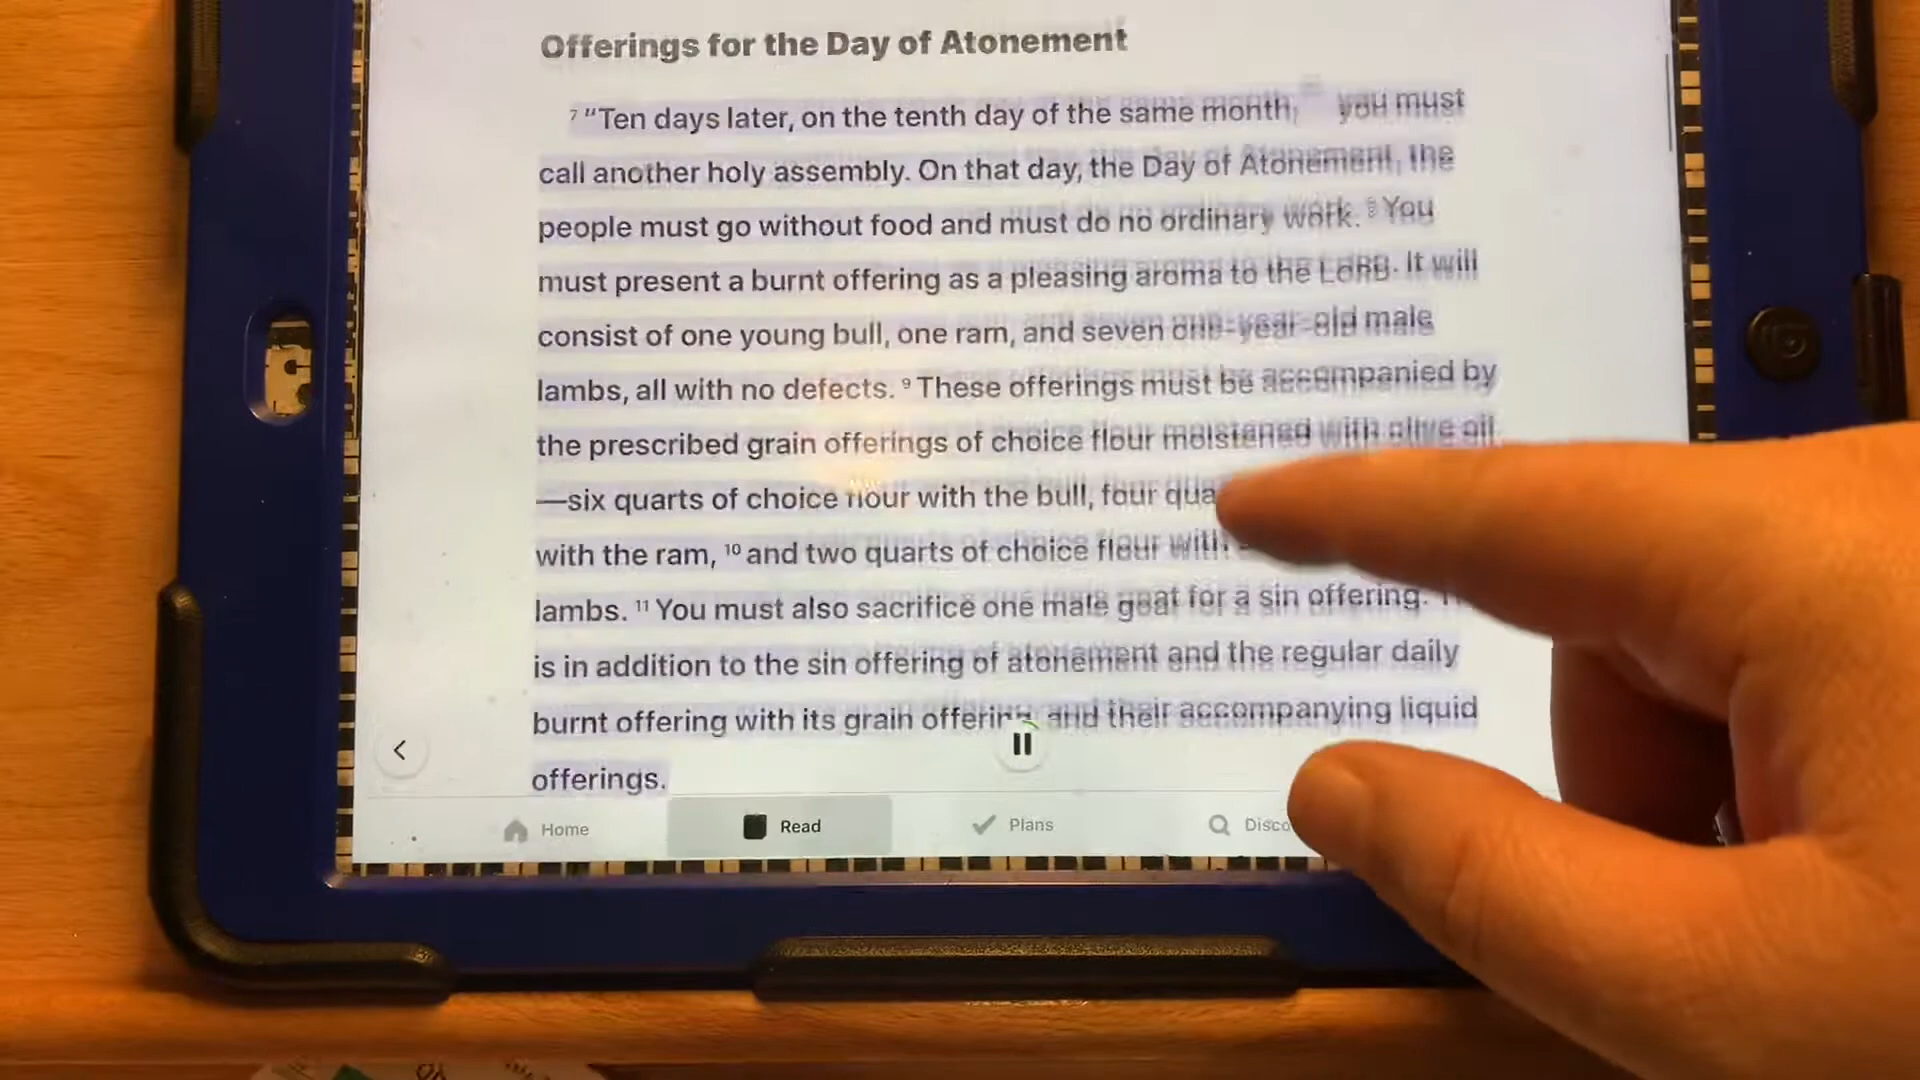 Offerings for the Day of Atonement
7 “Ten days later, on the tenth day of the same month, you must
call another holy assembly. On that day, the Day of Atonement, the
people must go without food and must do no ordinary work. 8 You
must present a burnt offering as a pleasing aroma to the LORD. It will
consist of one young bull, one ram, and seven one-year-old male
lambs, all with no defects. 9 These offerings must be accompanied by
the prescribed grain offerings of choice flour moistened with olive oil
—six quarts of choice flour with the bull, four
with the ram, 10 and two quarts of choice flour with
lambs. 11 You must also sacrifice one male goat for a sin offering.
is in addition to the sin offering of atonement and the regular daily
burnt offering with its grain offering and their accompanying liquid
offerings.
Home
Read
Plans